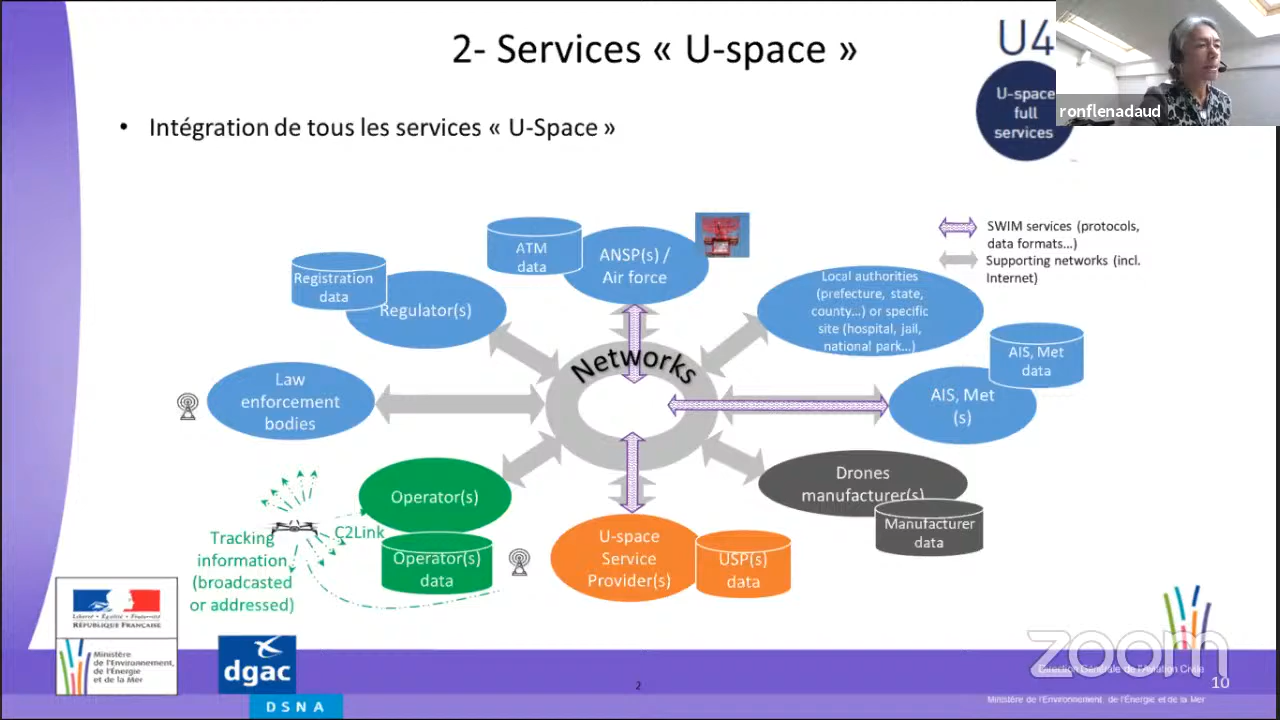 2- Services « U-space »
U4
U-space
full
services
ronflenadaud
• Intégration de tous les services « U-Space »
SWIM services (protocols,
data formats…)
Supporting networks (incl.
Internet)
ATM
data
ANSP(s) /
Air force
Registration
data
Regulator(s)
Local authorities
(prefecture, state,
county…) or specific
site (hospital, jail,
national park…)
AIS, Met
data
Networks
Law
enforcement
bodies
AIS, Met
(s)
Drones
manufacturer(s)
Manufacturer
data
Operator(s)
C2Link
Operator(s)
data
Tracking
information
(broadcasted
or addressed)
U-space
Service
Provider(s)
USP(s)
data
Liberté • Égalité • Fraternité
RÉPUBLIQUE FRANÇAISE
Ministère
de l'Environnement,
de l'Énergie
et de la Mer
dgac
DSNA
2
zoom
Direction Générale de l'Aviation Civile
10
Ministère de l'Environnement, de l'Énergie et de la Mer